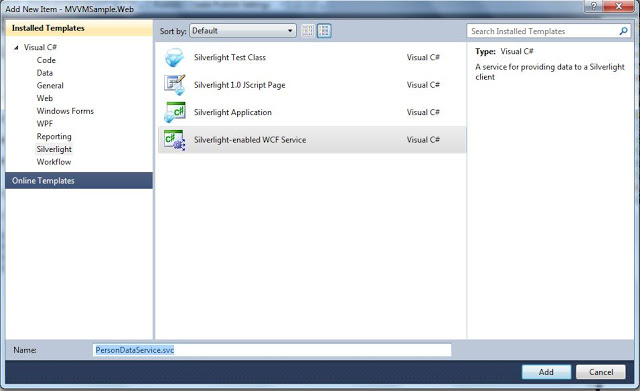 Add New Item - MVVMSample.Web
Installed Templates
Visual C#
Code
Data
General
Web
Windows Forms
WPF
Reporting
Silverlight
Workflow
Online Templates
Sort by: Default
Silverlight Test Class Visual C#
Silverlight 1.0 JScript Page Visual C#
Silverlight Application Visual C#
Silverlight-enabled WCF Service Visual C#
Search Installed Templates
Type: Visual C#
A service for providing data to a Silverlight
client
Name: PersonDataService.svc
Add Cancel